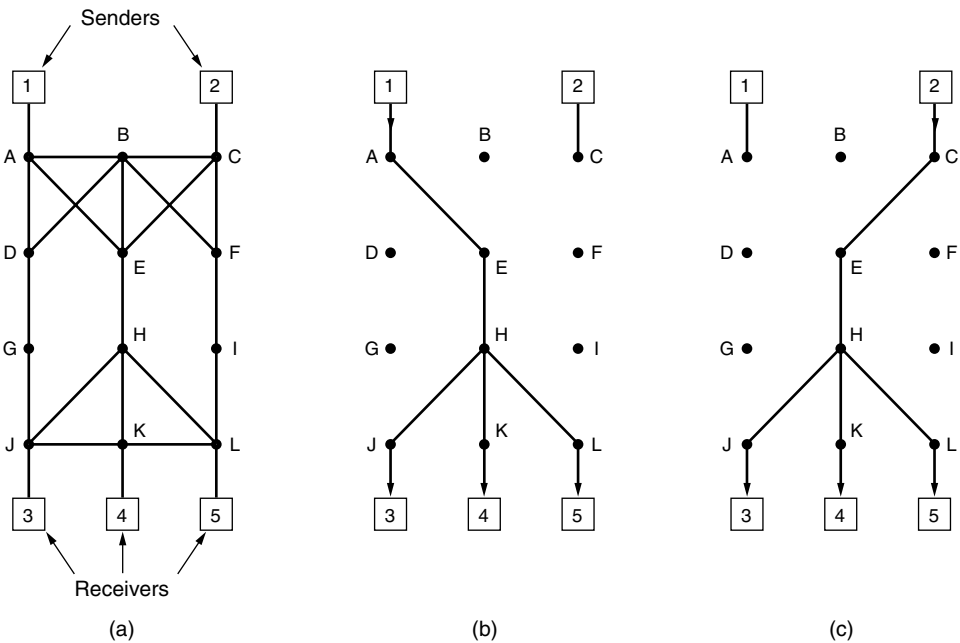 Senders
1 2 1 2 1 2
B B B
A C A C A C
D F D F D F
E E E
H H H
G I G I G I
K K K
J L J L J L
3 4 5 3 4 5 3 4 5
Receivers
(a) (b) (c)